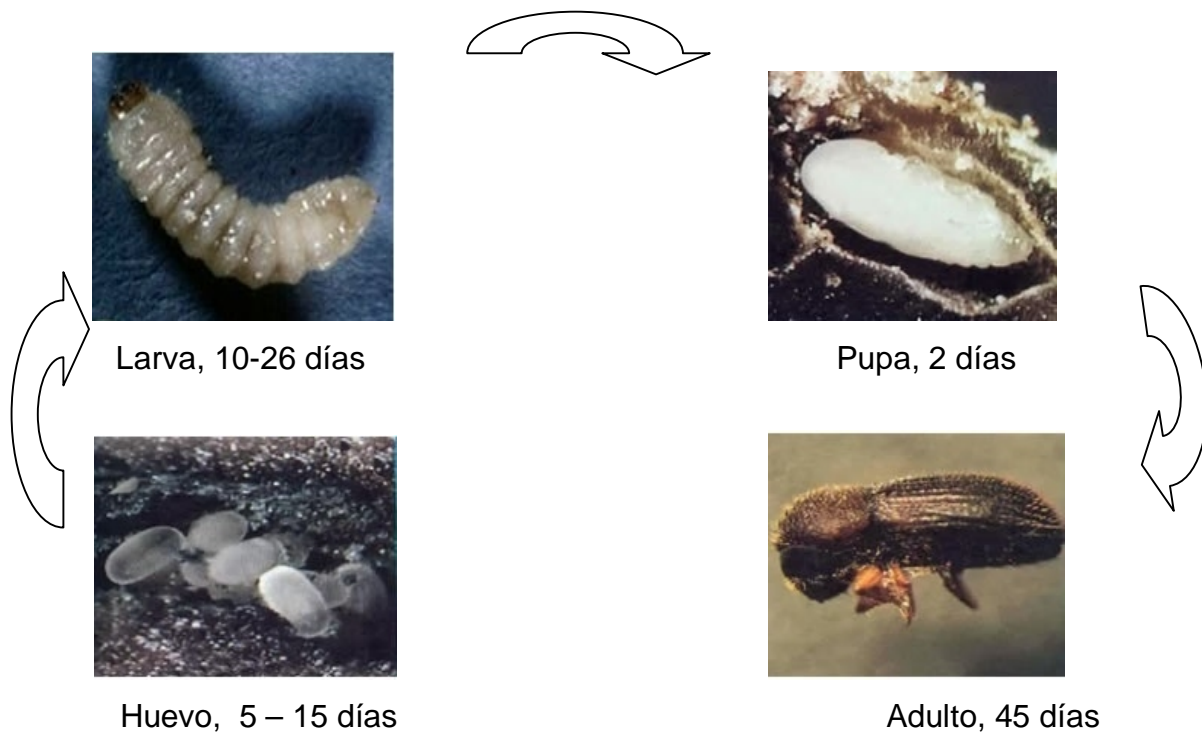 Larva, 10-26 días
Pupa, 2 días
Huevo, 5 – 15 días
Adulto, 45 días